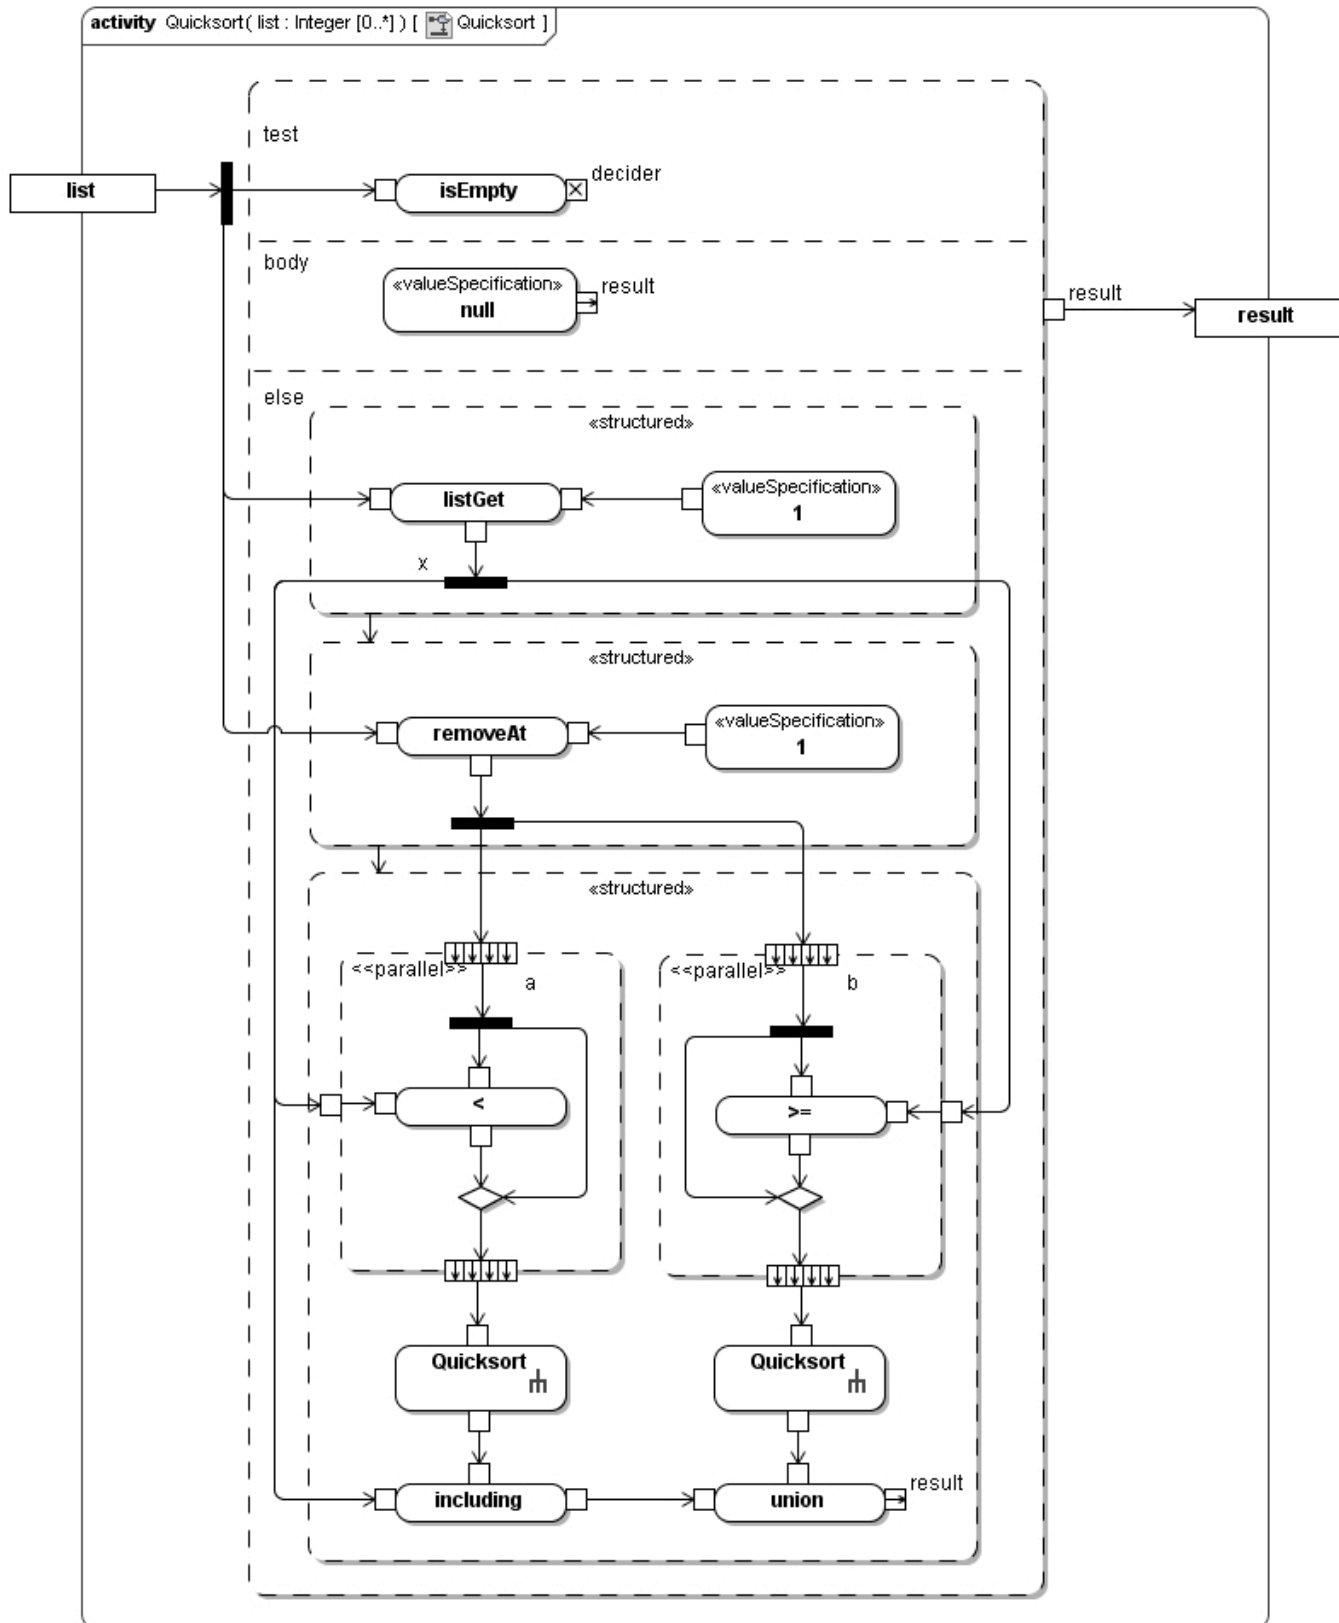 activity Quicksort( list : Integer [0..*] ) [ Quicksort ]
test
decider
list
isEmpty
body
«valueSpecification»
null
result
result
result
else
«structured»
listGet
«valueSpecification»
1
x
«structured»
removeAt
«valueSpecification»
1
«structured»
<<parallel>>
a
<<parallel>>
b
<
>=
Quicksort
Quicksort
including
union
result